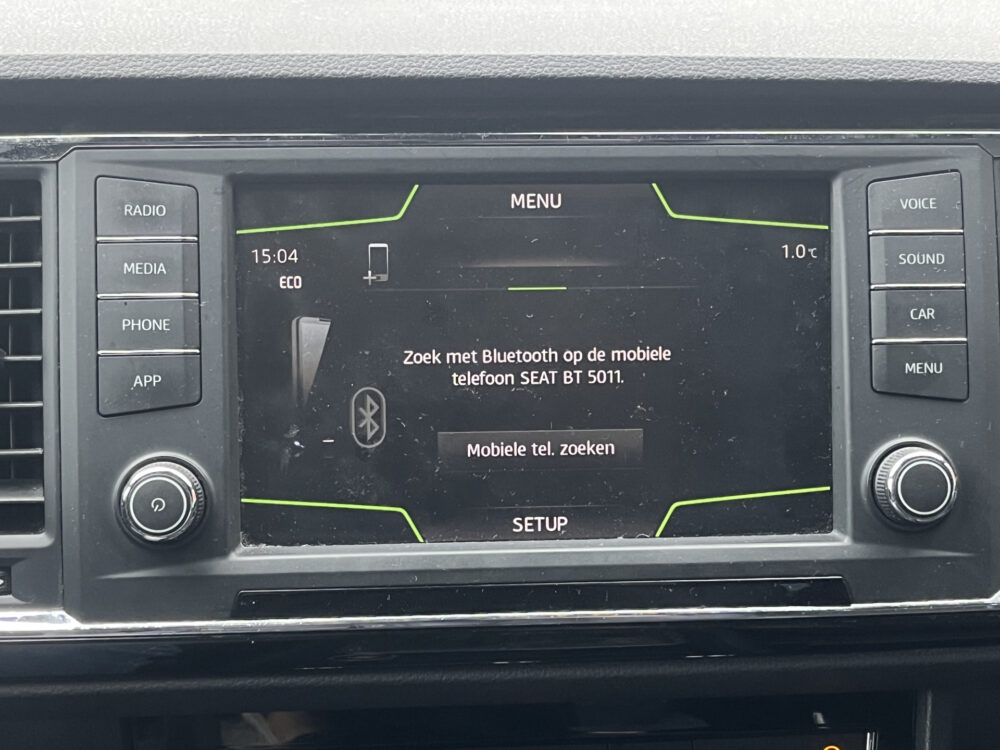 MENU
RADIO
VOICE
15:04
1.0℃
SOUND
MEDIA
ECO
CAR
PHONE
Zoek met Bluetooth op de mobiele
telefoon SEAT BT 5011.
MENU
APP
Mobiele tel. zoeken
SETUP